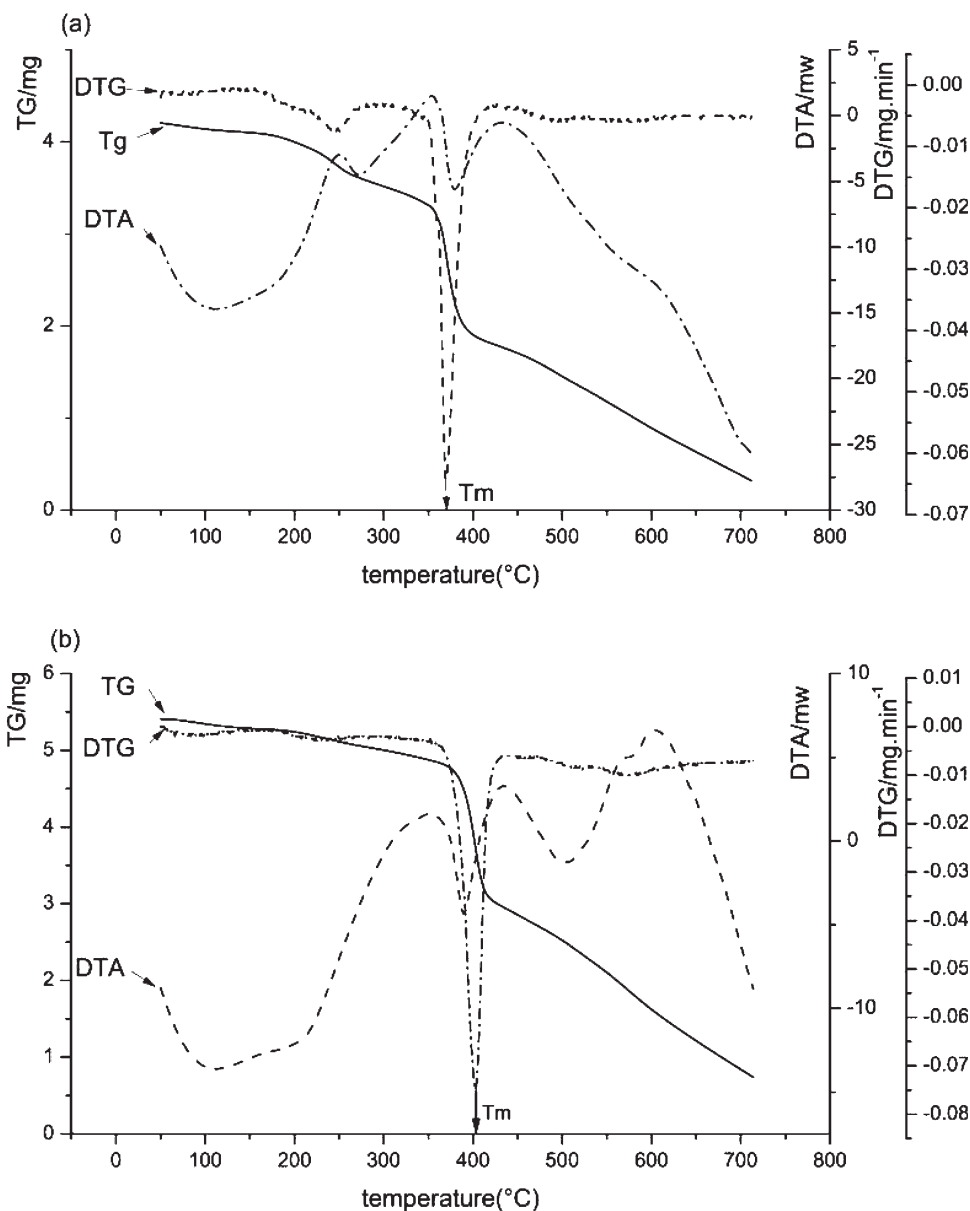 (a)
TG/mg
4
2
0
DTG
Tg
DTA
Tm
DTA/mw
5
0
-5
-10
-15
-20
-25
-30
DTG/mg.min⁻¹
0.00
-0.01
-0.02
-0.03
-0.04
-0.05
-0.06
-0.07
0 100 200 300 400 500 600 700 800
temperature(°C)
(b)
TG/mg
6
5
4
3
2
1
0
TG
DTG
DTA
Tm
DTA/mw
10
0
-10
DTG/mg.min⁻¹
0.01
0.00
-0.01
-0.02
-0.03
-0.04
-0.05
-0.06
-0.07
-0.08
0 100 200 300 400 500 600 700 800
temperature(°C)